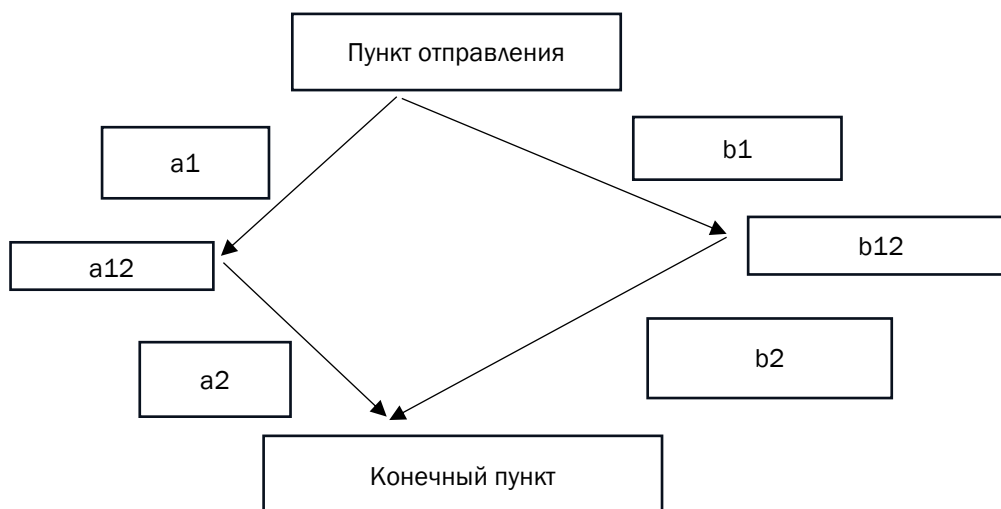 Пункт отправления
a1
b1
a12
b12
a2
b2
Конечный пункт